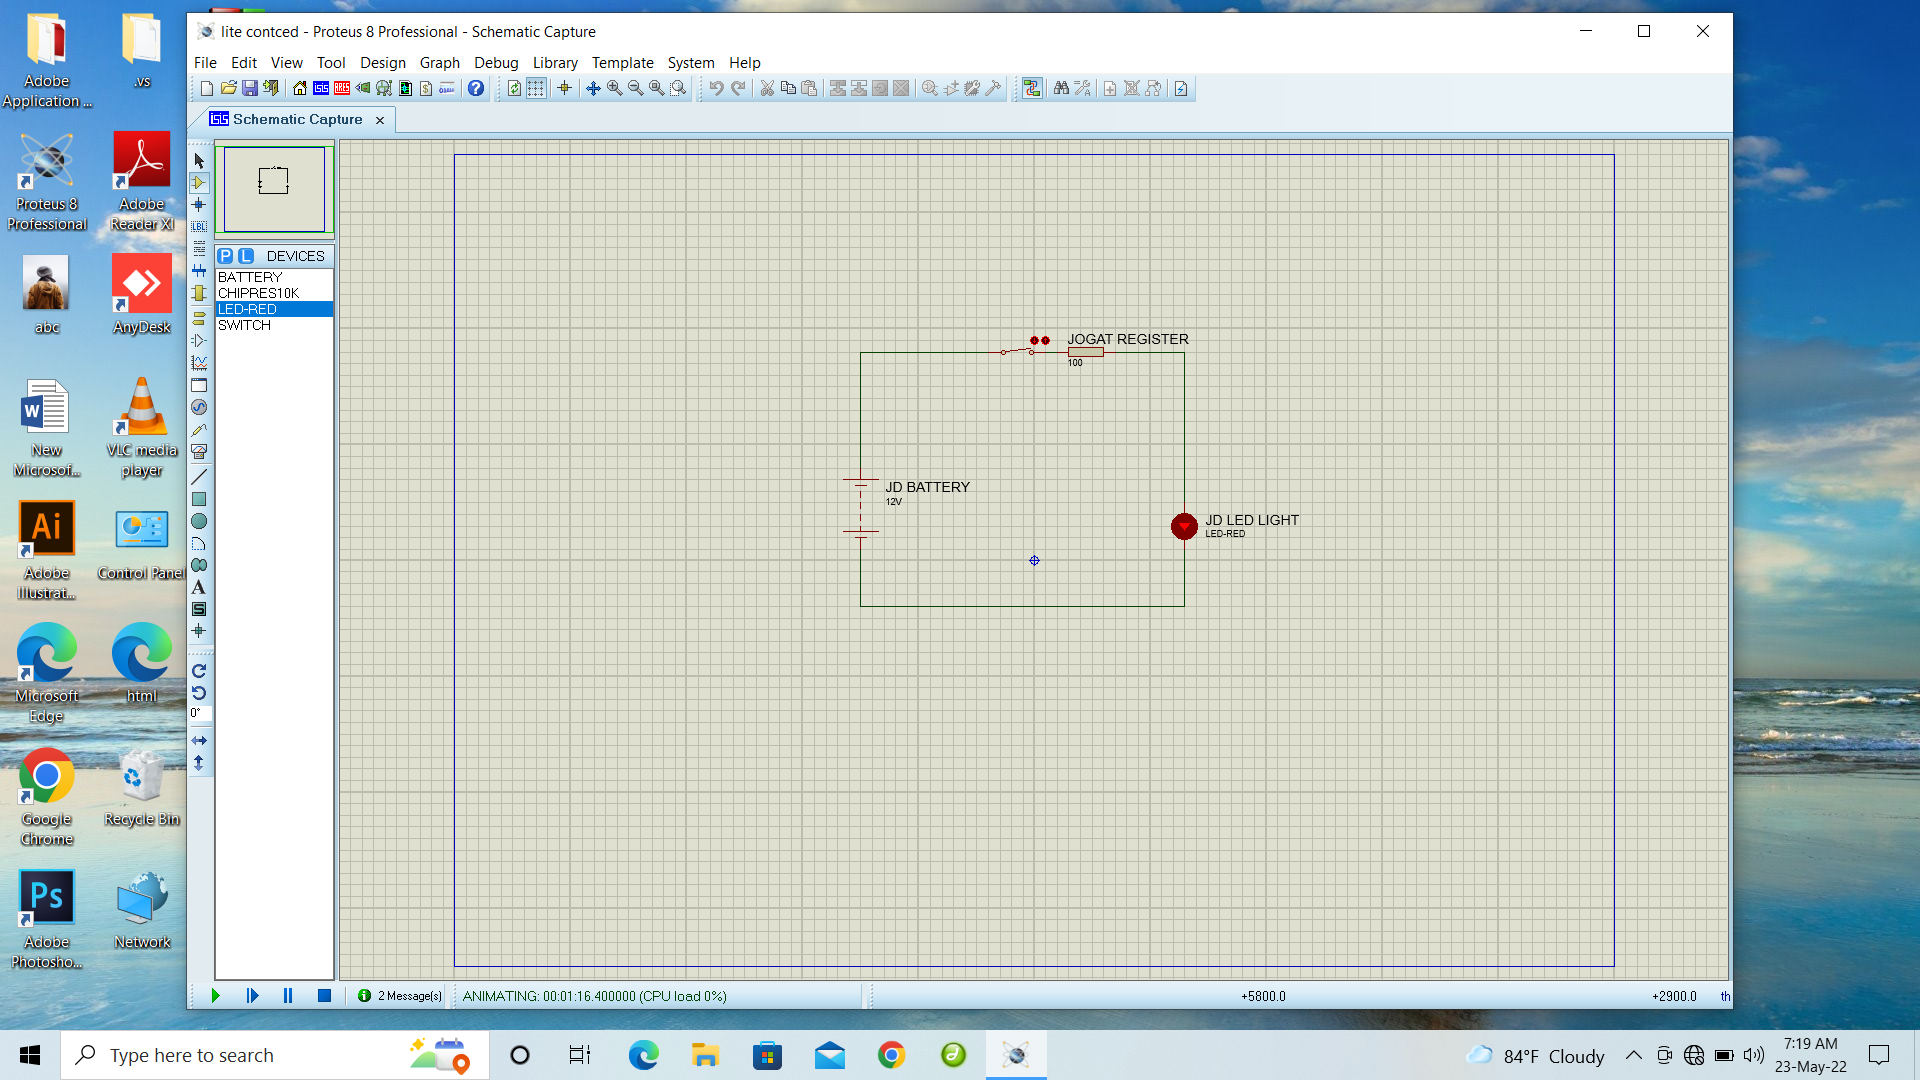 lite contced - Proteus 8 Professional - Schematic Capture
File Edit View Tool Design Graph Debug Library Template System Help
Schematic Capture
P L DEVICES
BATTERY
CHIPRES10K
LED-RED
SWITCH
LBL
A
S
0°
JOGAT REGISTER
100
JD BATTERY
12V
JD LED LIGHT
LED-RED
2 Message(s)
ANIMATING: 00:01:16.400000 (CPU load 0%)
+5800.0
+2900.0
th
Adobe
Application ...
.vs
Proteus 8
Professional
Adobe
Reader XI
abc
AnyDesk
New
Microsof...
VLC media
player
Ai
Adobe
Illustrat...
Control Panel
Microsoft
Edge
html
Google
Chrome
Recycle Bin
Ps
Adobe
Photosho...
Network
Type here to search
84°F Cloudy
7:19 AM
23-May-22